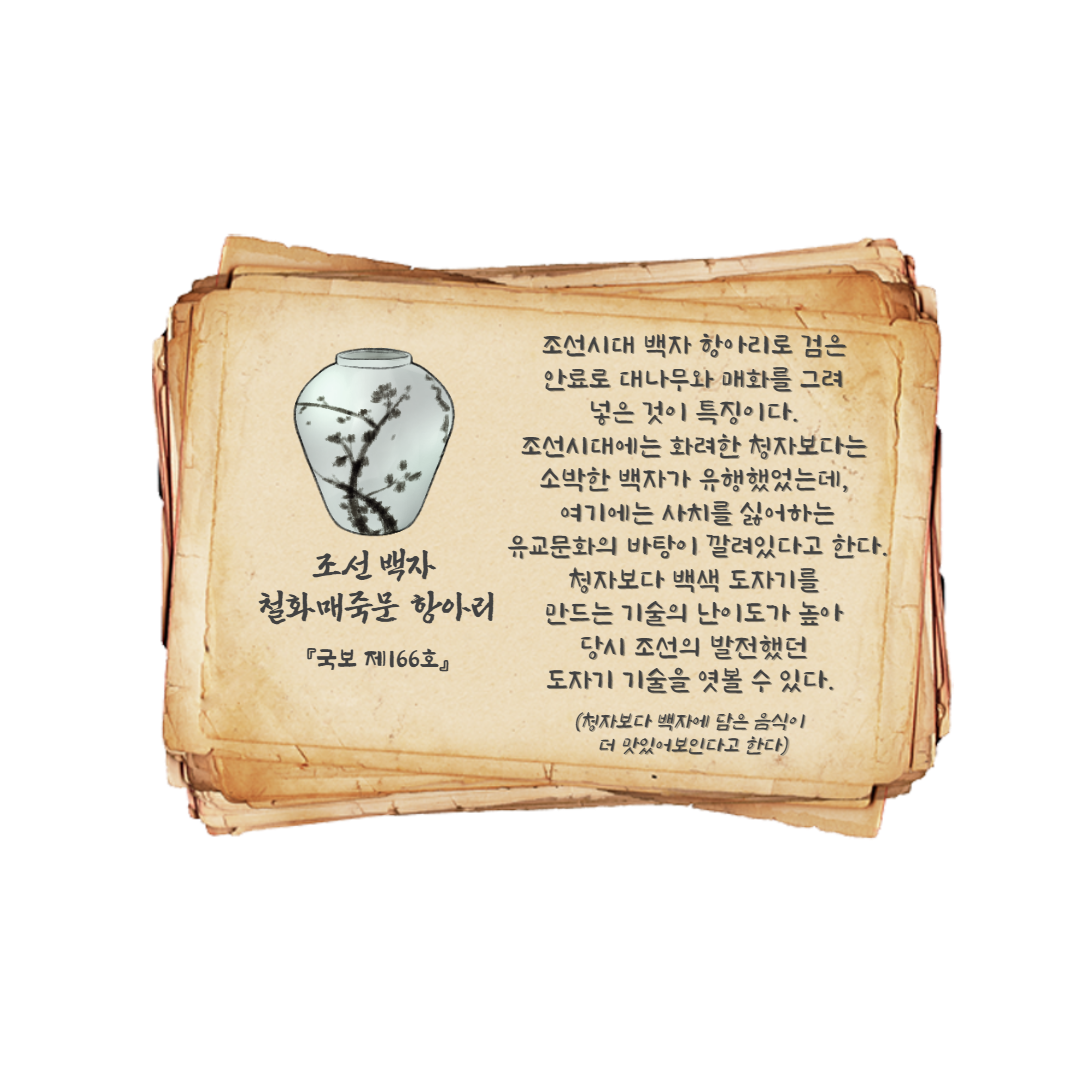 조선 백자
철화매죽문 항아리
『국보 제166호』
조선시대 백자 항아리로 검은
안료로 대나무와 매화를 그려
넣은 것이 특징이다.
조선시대에는 화려한 청자보다는
소박한 백자가 유행했었는데,
여기에는 사치를 싫어하는
유교문화의 바탕이 깔려있다고 한다.
청자보다 백색 도자기를
만드는 기술의 난이도가 높아
당시 조선의 발전했던
도자기 기술을 엿볼 수 있다.
(청자보다 백자에 담은 음식이
더 맛있어보인다고 한다)